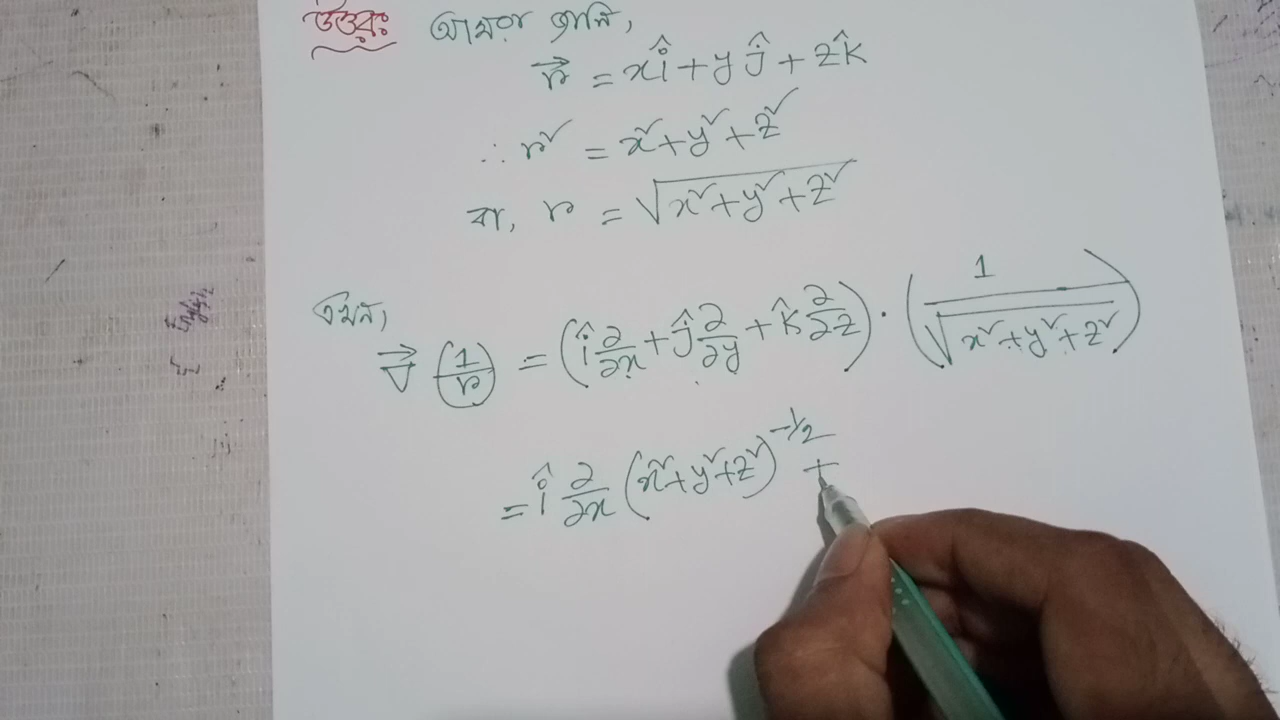 উত্তরঃ আমরা জানি,
r⃗ = xî + yĵ + zk̂
∴ r² = x² + y² + z²
বা, r = √(x² + y² + z²)
এখন,
∇⃗ (1/r) = (î ∂/∂x + ĵ ∂/∂y + k̂ ∂/∂z) · (1/√(x² + y² + z²))
= î ∂/∂x (x² + y² + z²)^(-1/2) +